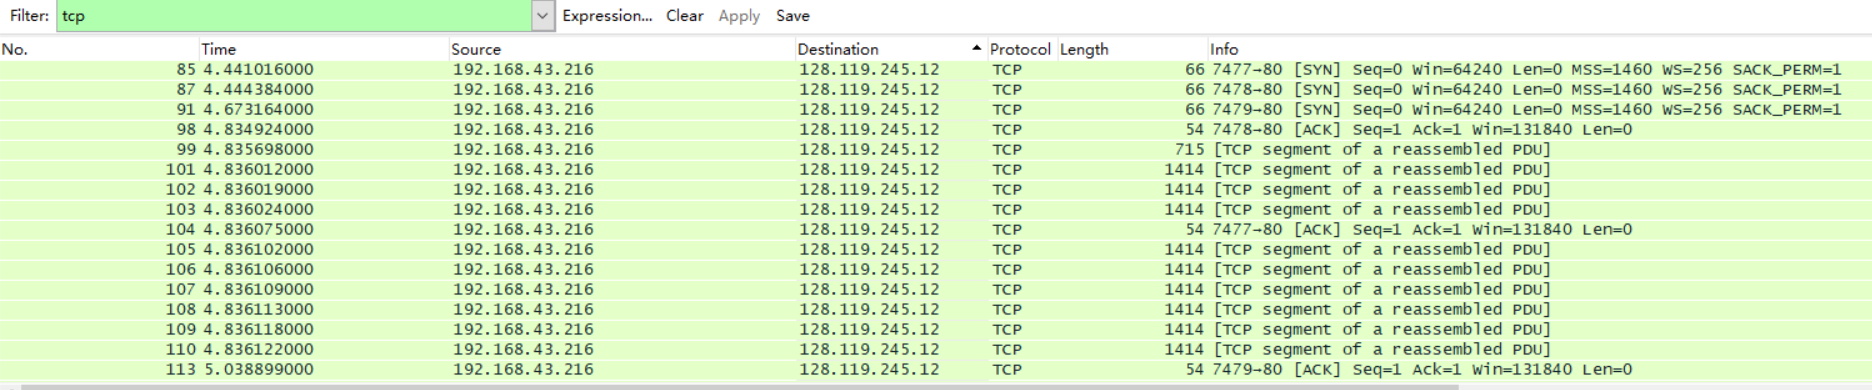 Filter: tcp Expression... Clear Apply Save
No. Time Source Destination Protocol Length Info
85 4.441016000 192.168.43.216 128.119.245.12 TCP 66 7477→80 [SYN] Seq=0 Win=64240 Len=0 MSS=1460 WS=256 SACK_PERM=1
87 4.444384000 192.168.43.216 128.119.245.12 TCP 66 7478→80 [SYN] Seq=0 Win=64240 Len=0 MSS=1460 WS=256 SACK_PERM=1
91 4.673164000 192.168.43.216 128.119.245.12 TCP 66 7479→80 [SYN] Seq=0 Win=64240 Len=0 MSS=1460 WS=256 SACK_PERM=1
98 4.834924000 192.168.43.216 128.119.245.12 TCP 54 7478→80 [ACK] Seq=1 Ack=1 Win=131840 Len=0
99 4.835698000 192.168.43.216 128.119.245.12 TCP 715 [TCP segment of a reassembled PDU]
101 4.836012000 192.168.43.216 128.119.245.12 TCP 1414 [TCP segment of a reassembled PDU]
102 4.836019000 192.168.43.216 128.119.245.12 TCP 1414 [TCP segment of a reassembled PDU]
103 4.836024000 192.168.43.216 128.119.245.12 TCP 1414 [TCP segment of a reassembled PDU]
104 4.836075000 192.168.43.216 128.119.245.12 TCP 54 7477→80 [ACK] Seq=1 Ack=1 Win=131840 Len=0
105 4.836102000 192.168.43.216 128.119.245.12 TCP 1414 [TCP segment of a reassembled PDU]
106 4.836106000 192.168.43.216 128.119.245.12 TCP 1414 [TCP segment of a reassembled PDU]
107 4.836109000 192.168.43.216 128.119.245.12 TCP 1414 [TCP segment of a reassembled PDU]
108 4.836113000 192.168.43.216 128.119.245.12 TCP 1414 [TCP segment of a reassembled PDU]
109 4.836118000 192.168.43.216 128.119.245.12 TCP 1414 [TCP segment of a reassembled PDU]
110 4.836122000 192.168.43.216 128.119.245.12 TCP 1414 [TCP segment of a reassembled PDU]
113 5.038899000 192.168.43.216 128.119.245.12 TCP 54 7479→80 [ACK] Seq=1 Ack=1 Win=131840 Len=0